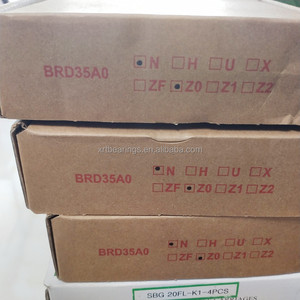 BRD35A0
N H U X
ZF Z0 Z1 Z2
xrltbearings.en.alibaba.com
BRD35A0
N H U X
ZF Z0 Z1 Z2
BRD35A0
N H U X
ZF Z0 Z1 Z2
SBG 20FL-K1-4PCS